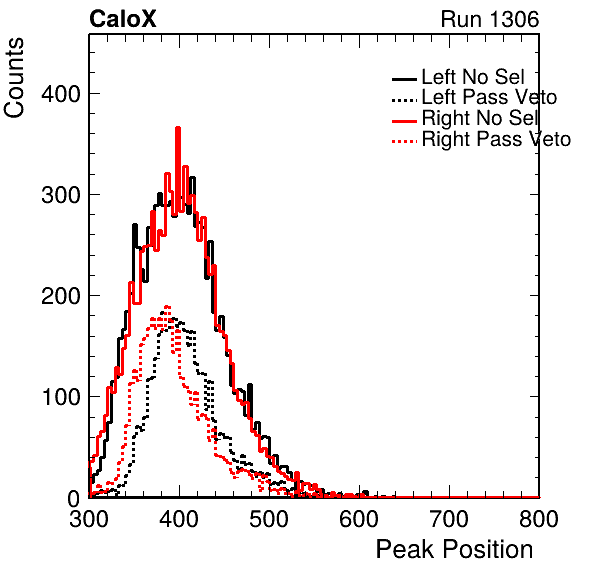 CaloX Run 1306
Counts
400
300
200
100
0
Left No Sel
Left Pass Veto
Right No Sel
Right Pass Veto
300 400 500 600 700 800
Peak Position